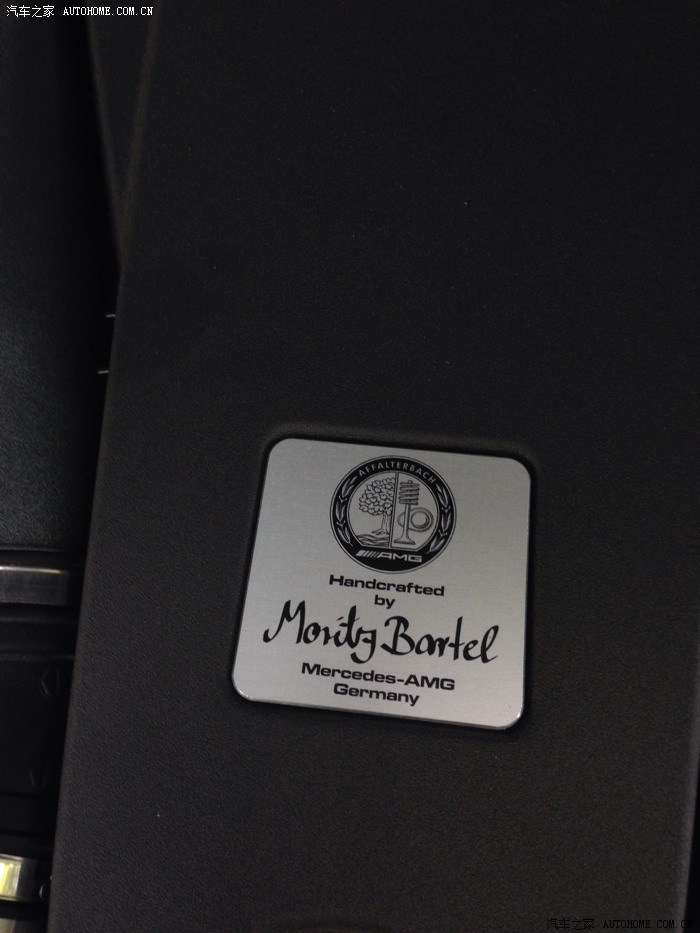 汽车之家 AUTOHOME.COM.CN
AFFALTERBACH
AMG
Handcrafted
by
Moritz Bartel
Mercedes-AMG
Germany
汽车之家 AUTOHOME.COM.CN